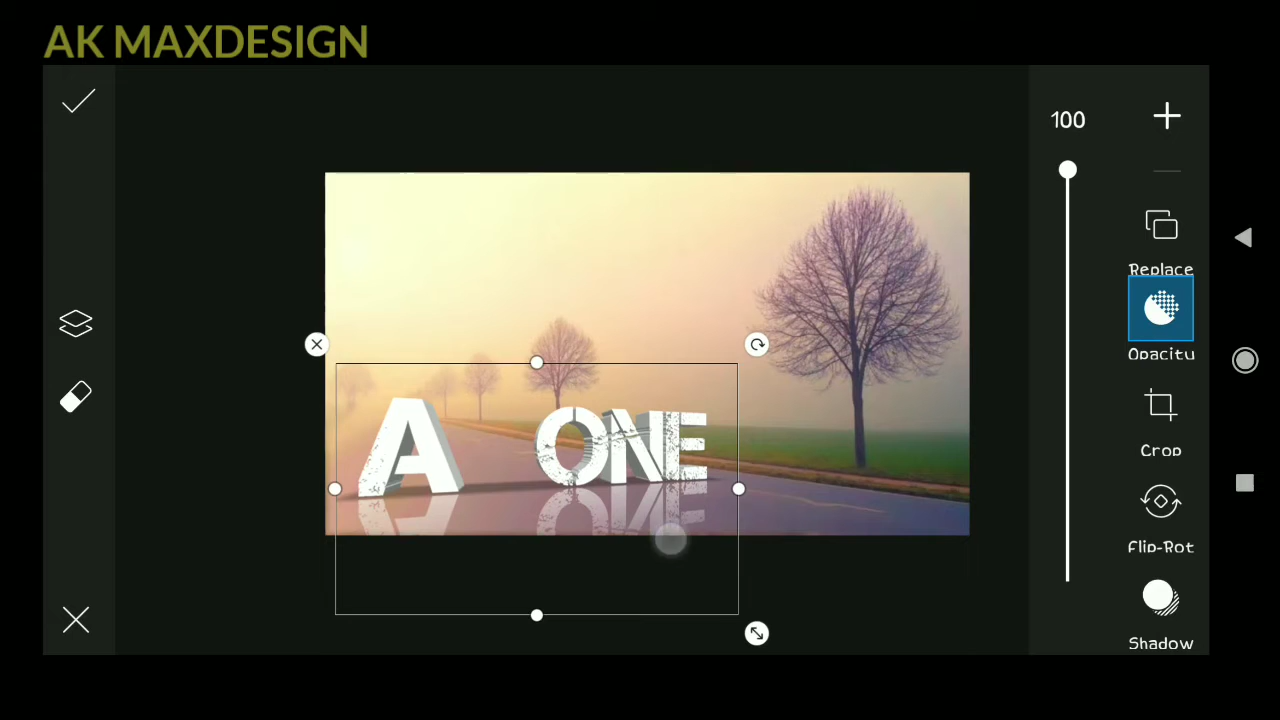 AK MAXDESIGN
100
Replace
Opacity
Crop
Flip-Rot
Shadow
A ONE